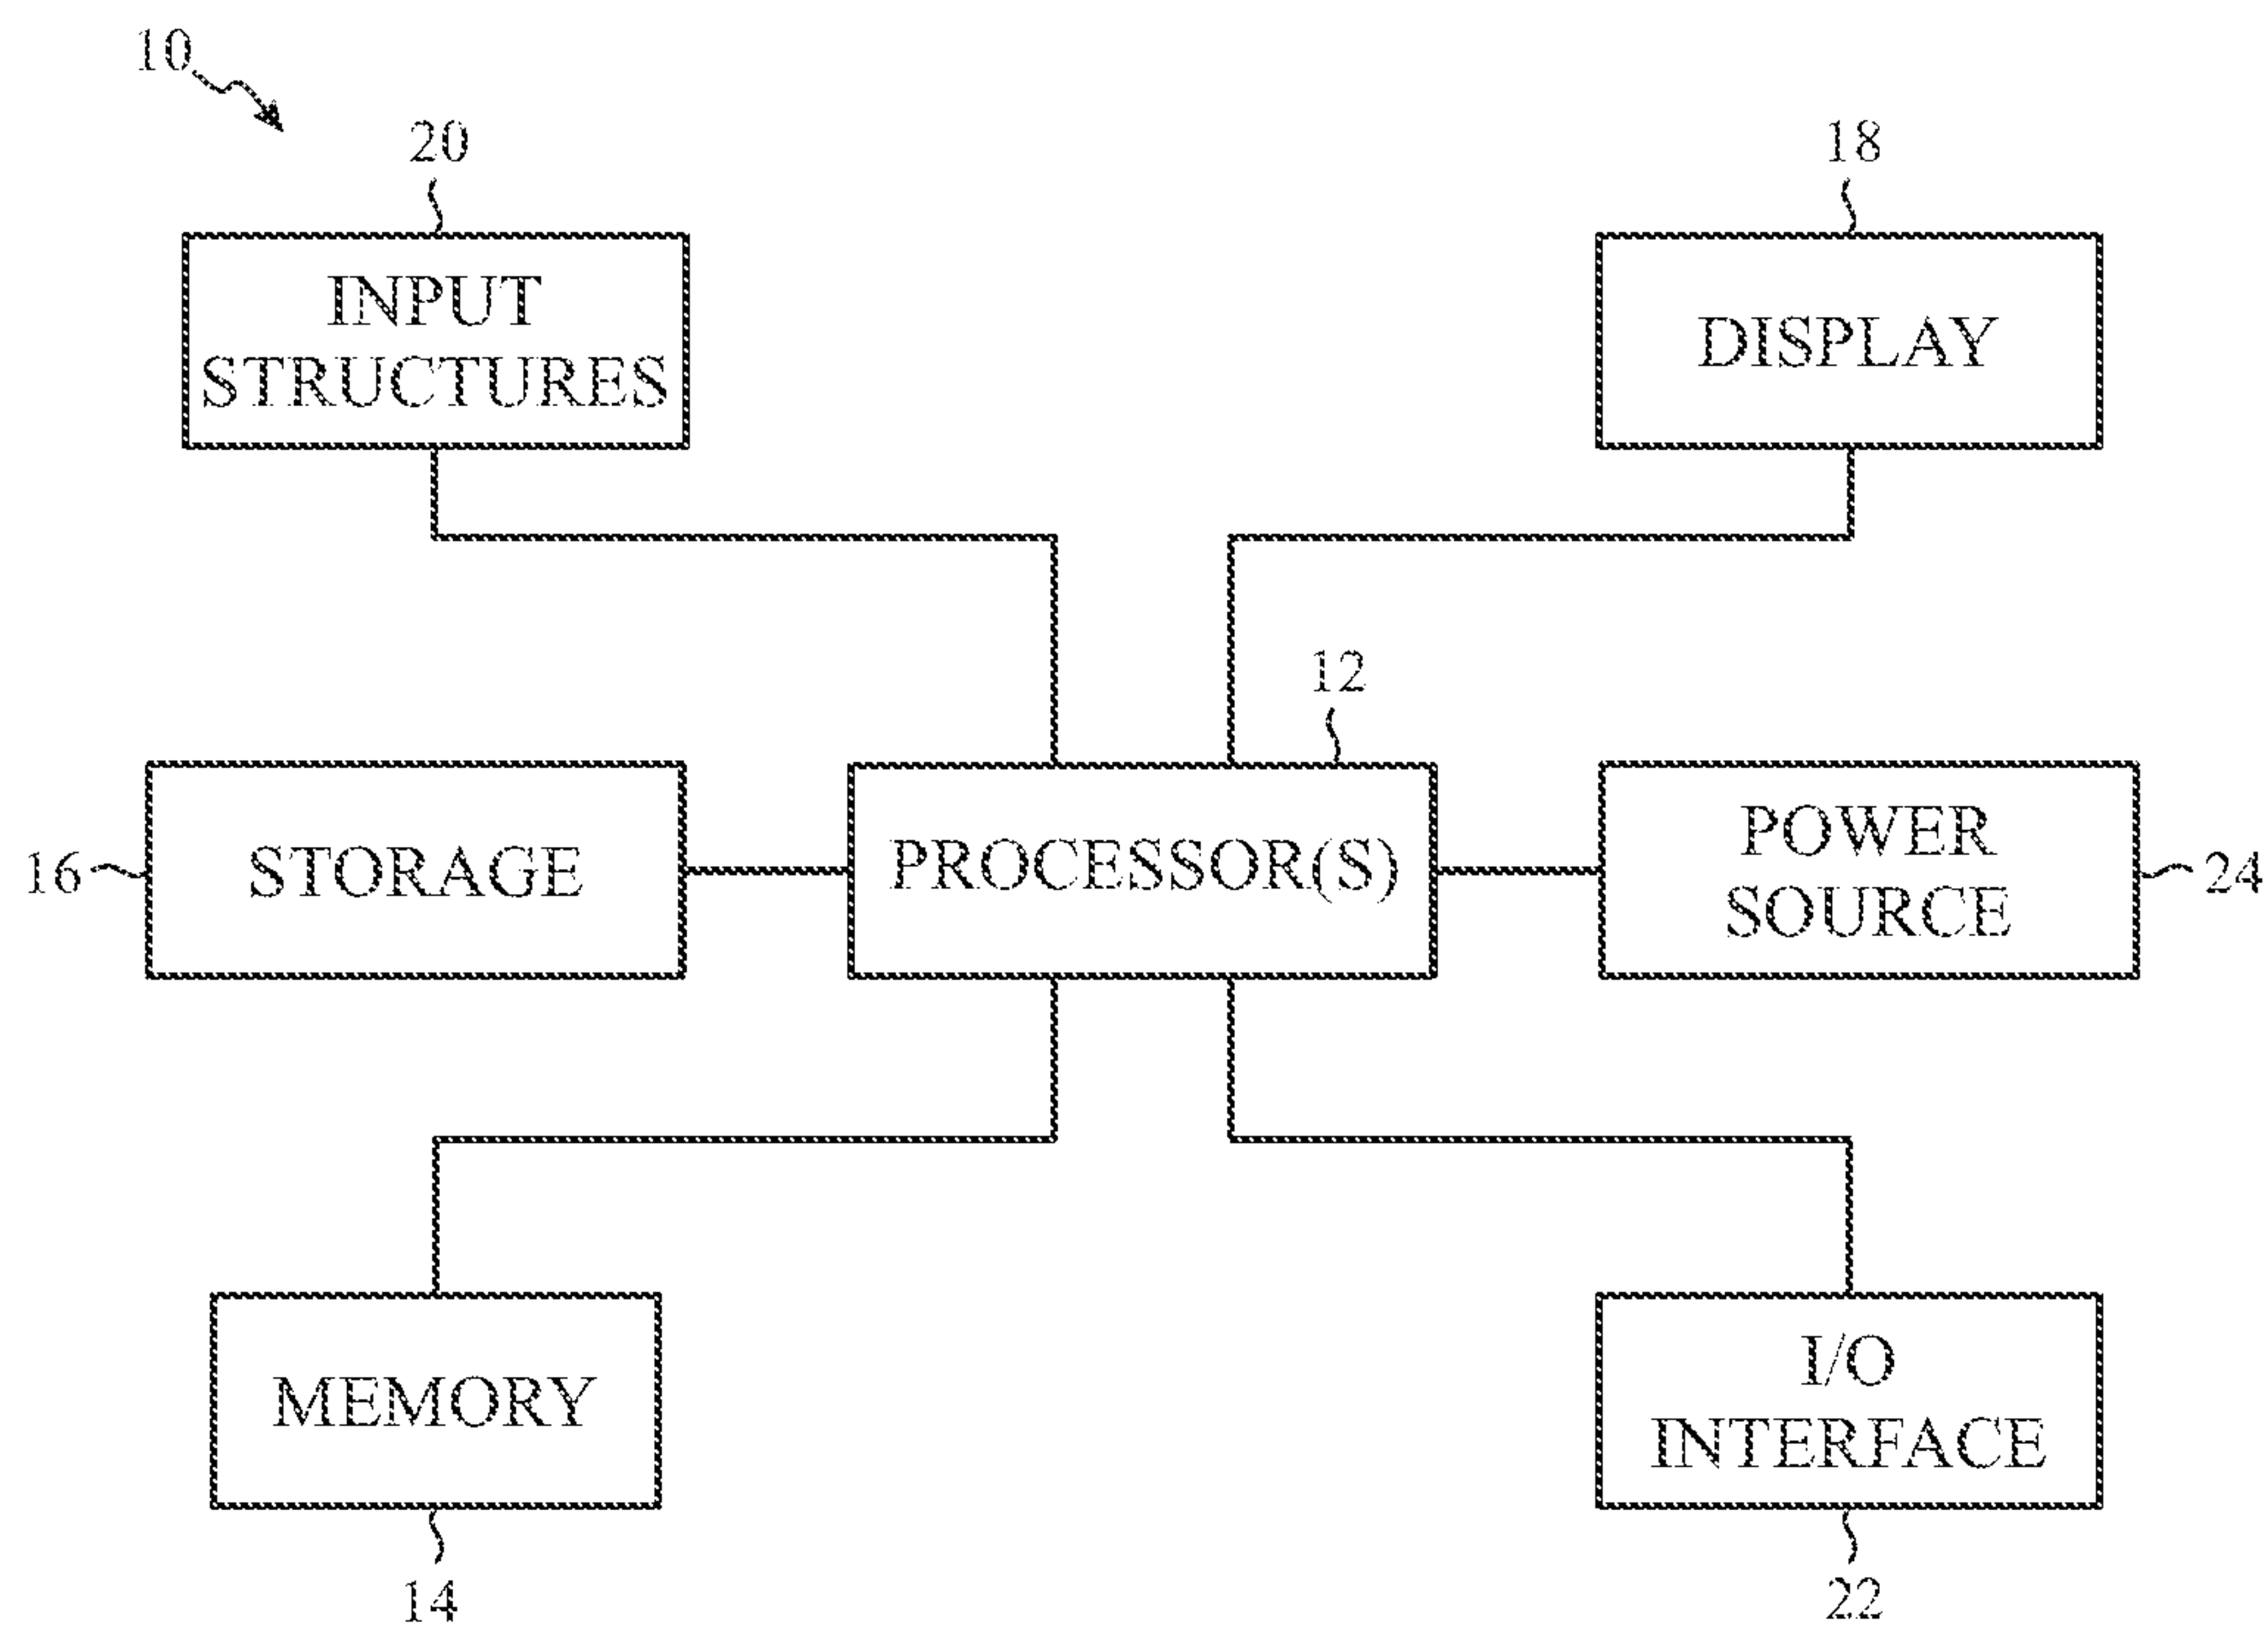 10
20
18
INPUT
STRUCTURES
DISPLAY
12
16
STORAGE
PROCESSOR(S)
POWER
SOURCE
24
MEMORY
I/O
INTERFACE
14
22